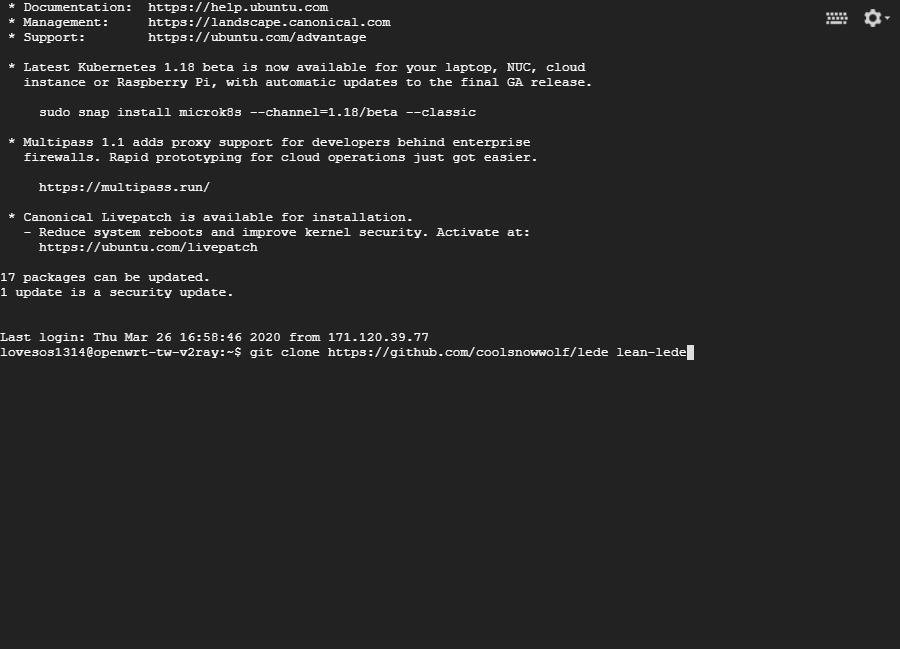 * Documentation:  https://help.ubuntu.com
* Management:     https://landscape.canonical.com
* Support:        https://ubuntu.com/advantage
* Latest Kubernetes 1.18 beta is now available for your laptop, NUC, cloud
instance or Raspberry Pi, with automatic updates to the final GA release.
sudo snap install microk8s --channel=1.18/beta --classic
* Multipass 1.1 adds proxy support for developers behind enterprise
firewalls. Rapid prototyping for cloud operations just got easier.
https://multipass.run/
* Canonical Livepatch is available for installation.
- Reduce system reboots and improve kernel security. Activate at:
https://ubuntu.com/livepatch
17 packages can be updated.
1 update is a security update.
Last login: Thu Mar 26 16:58:46 2020 from 171.120.39.77
lovesos1314@openwrt-tw-v2ray:~$ git clone https://github.com/coolsnowwolf/lede lean-lede